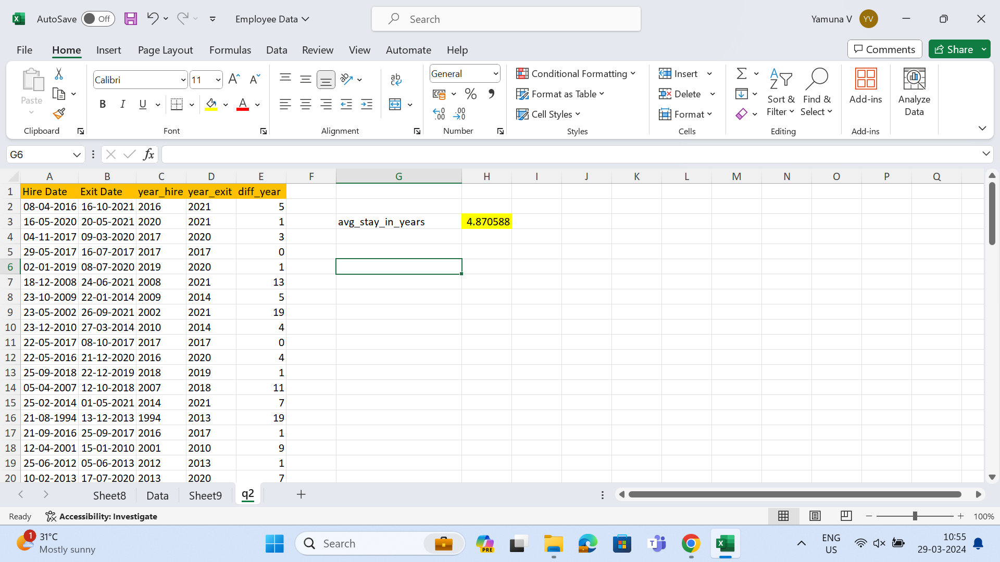 AutoSave Off Employee Data Search Yamuna V YV
File Home Insert Page Layout Formulas Data Review View Automate Help Comments Share
Paste
Clipboard
Calibri 11
B I U A
Font
ab
Alignment
General
% ,
Number
Conditional Formatting
Format as Table
Cell Styles
Styles
Insert
Delete
Format
Cells
Sort &
Filter
Find &
Select
Editing
Add-ins
Add-ins
Analyze
Data
G6 fx
A B C D E F G H I J K L M N O P Q
1 Hire Date Exit Date year_hire year_exit diff_year
2 08-04-2016 16-10-2021 2016 2021 5
3 16-05-2020 20-05-2021 2020 2021 1 avg_stay_in_years 4.870588
4 04-11-2017 09-03-2020 2017 2020 3
5 29-05-2017 16-07-2017 2017 2017 0
6 02-01-2019 08-07-2020 2019 2020 1
7 18-12-2008 24-06-2021 2008 2021 13
8 23-10-2009 22-01-2014 2009 2014 5
9 23-05-2002 26-09-2021 2002 2021 19
10 23-12-2010 27-03-2014 2010 2014 4
11 22-05-2017 08-10-2017 2017 2017 0
12 22-05-2016 21-12-2020 2016 2020 4
13 25-09-2018 22-12-2019 2018 2019 1
14 05-04-2007 12-10-2018 2007 2018 11
15 25-02-2014 01-05-2021 2014 2021 7
16 21-08-1994 13-12-2013 1994 2013 19
17 21-09-2016 25-09-2017 2016 2017 1
18 12-04-2001 15-01-2010 2001 2010 9
19 25-06-2012 05-06-2013 2012 2013 1
20 10-02-2013 17-07-2020 2013 2020 7
Sheet8 Data Sheet9 q2
Ready Accessibility: Investigate 100%
1 31°C
Mostly sunny
Search
PRE
ENG
US
10:55
29-03-2024